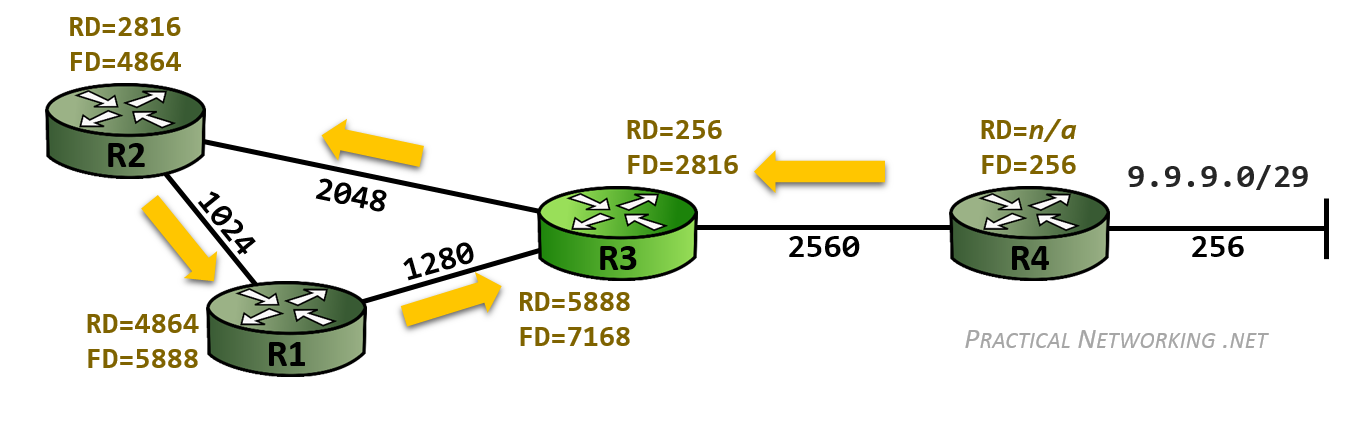 RD=2816
FD=4864
R2
2048
1024
RD=256
FD=2816
RD=n/a
FD=256
9.9.9.0/29
R3
2560
R4
256
1280
RD=5888
FD=7168
RD=4864
FD=5888
R1
PRACTICAL NETWORKING .NET